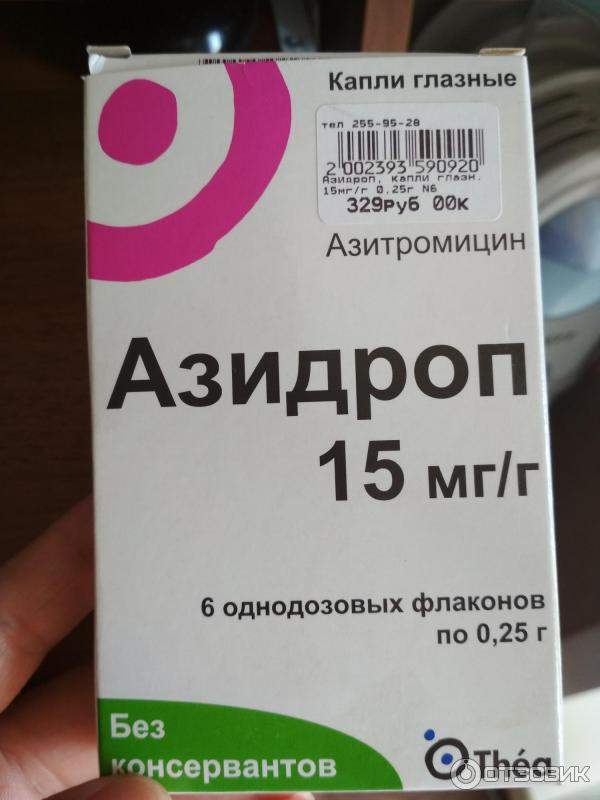 Капли глазные
тел 255-95-28
2 002393 590920
Азидроп, капли глазн.
15мг/г 0.25г N6
329руб 00к
Азитромицин
Азидроп
15 мг/г
6 однодозовых флаконов
по 0,25 г
Без
консервантов
Théa
ОТЗОВИК